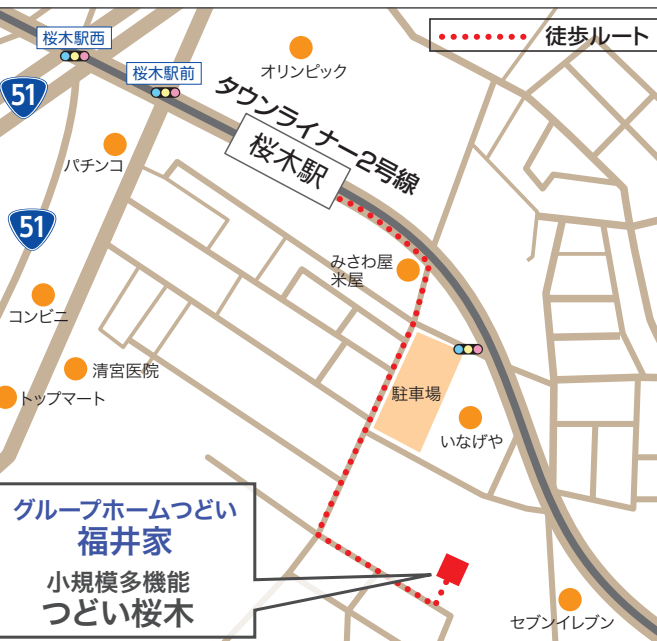 徒歩ルート
桜木駅西
オリンピック
桜木駅前
51
タウンライナー2号線
桜木駅
パチンコ
51
みさわ屋
米屋
コンビニ
清宮医院
トップマート
駐車場
いなげや
グループホームつどい
福井家
小規模多機能
つどい桜木
セブンイレブン